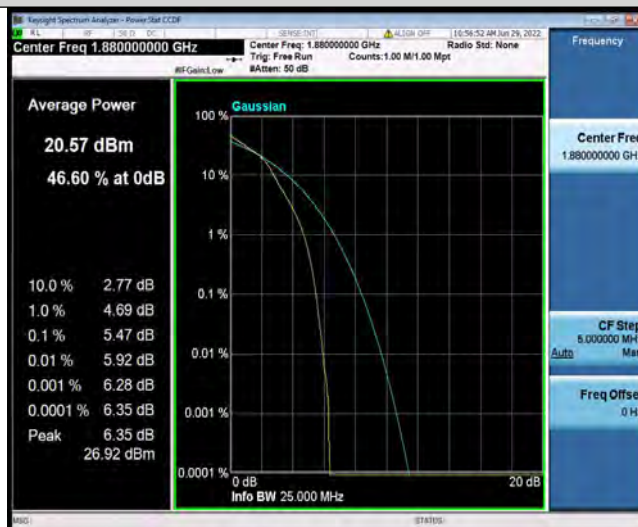 Keysight Spectrum Analyzer - Power Stat CCDF
RL RF 50 Ω DC SENSE:INT ALIGN OFF 10:56:52 AM Jun 29, 2022
Center Freq 1.880000000 GHz
Center Freq: 1.880000000 GHz Radio Std: None
Trig: Free Run Counts:1.00 M/1.00 Mpt
#IFGain:Low #Atten: 50 dB
Frequency
Average Power
20.57 dBm
46.60 % at 0dB
10.0 % 2.77 dB
1.0 % 4.69 dB
0.1 % 5.47 dB
0.01 % 5.92 dB
0.001 % 6.28 dB
0.0001 % 6.35 dB
Peak 6.35 dB
26.92 dBm
Gaussian
100 %
10 %
1 %
0.1 %
0.01 %
0.001 %
0.0001 %
0 dB 20 dB
Info BW 25.000 MHz
Center Freq
1.880000000 GH
CF Step
5.000000 MH
Auto Ma
Freq Offse
0 H
MSG STATUS